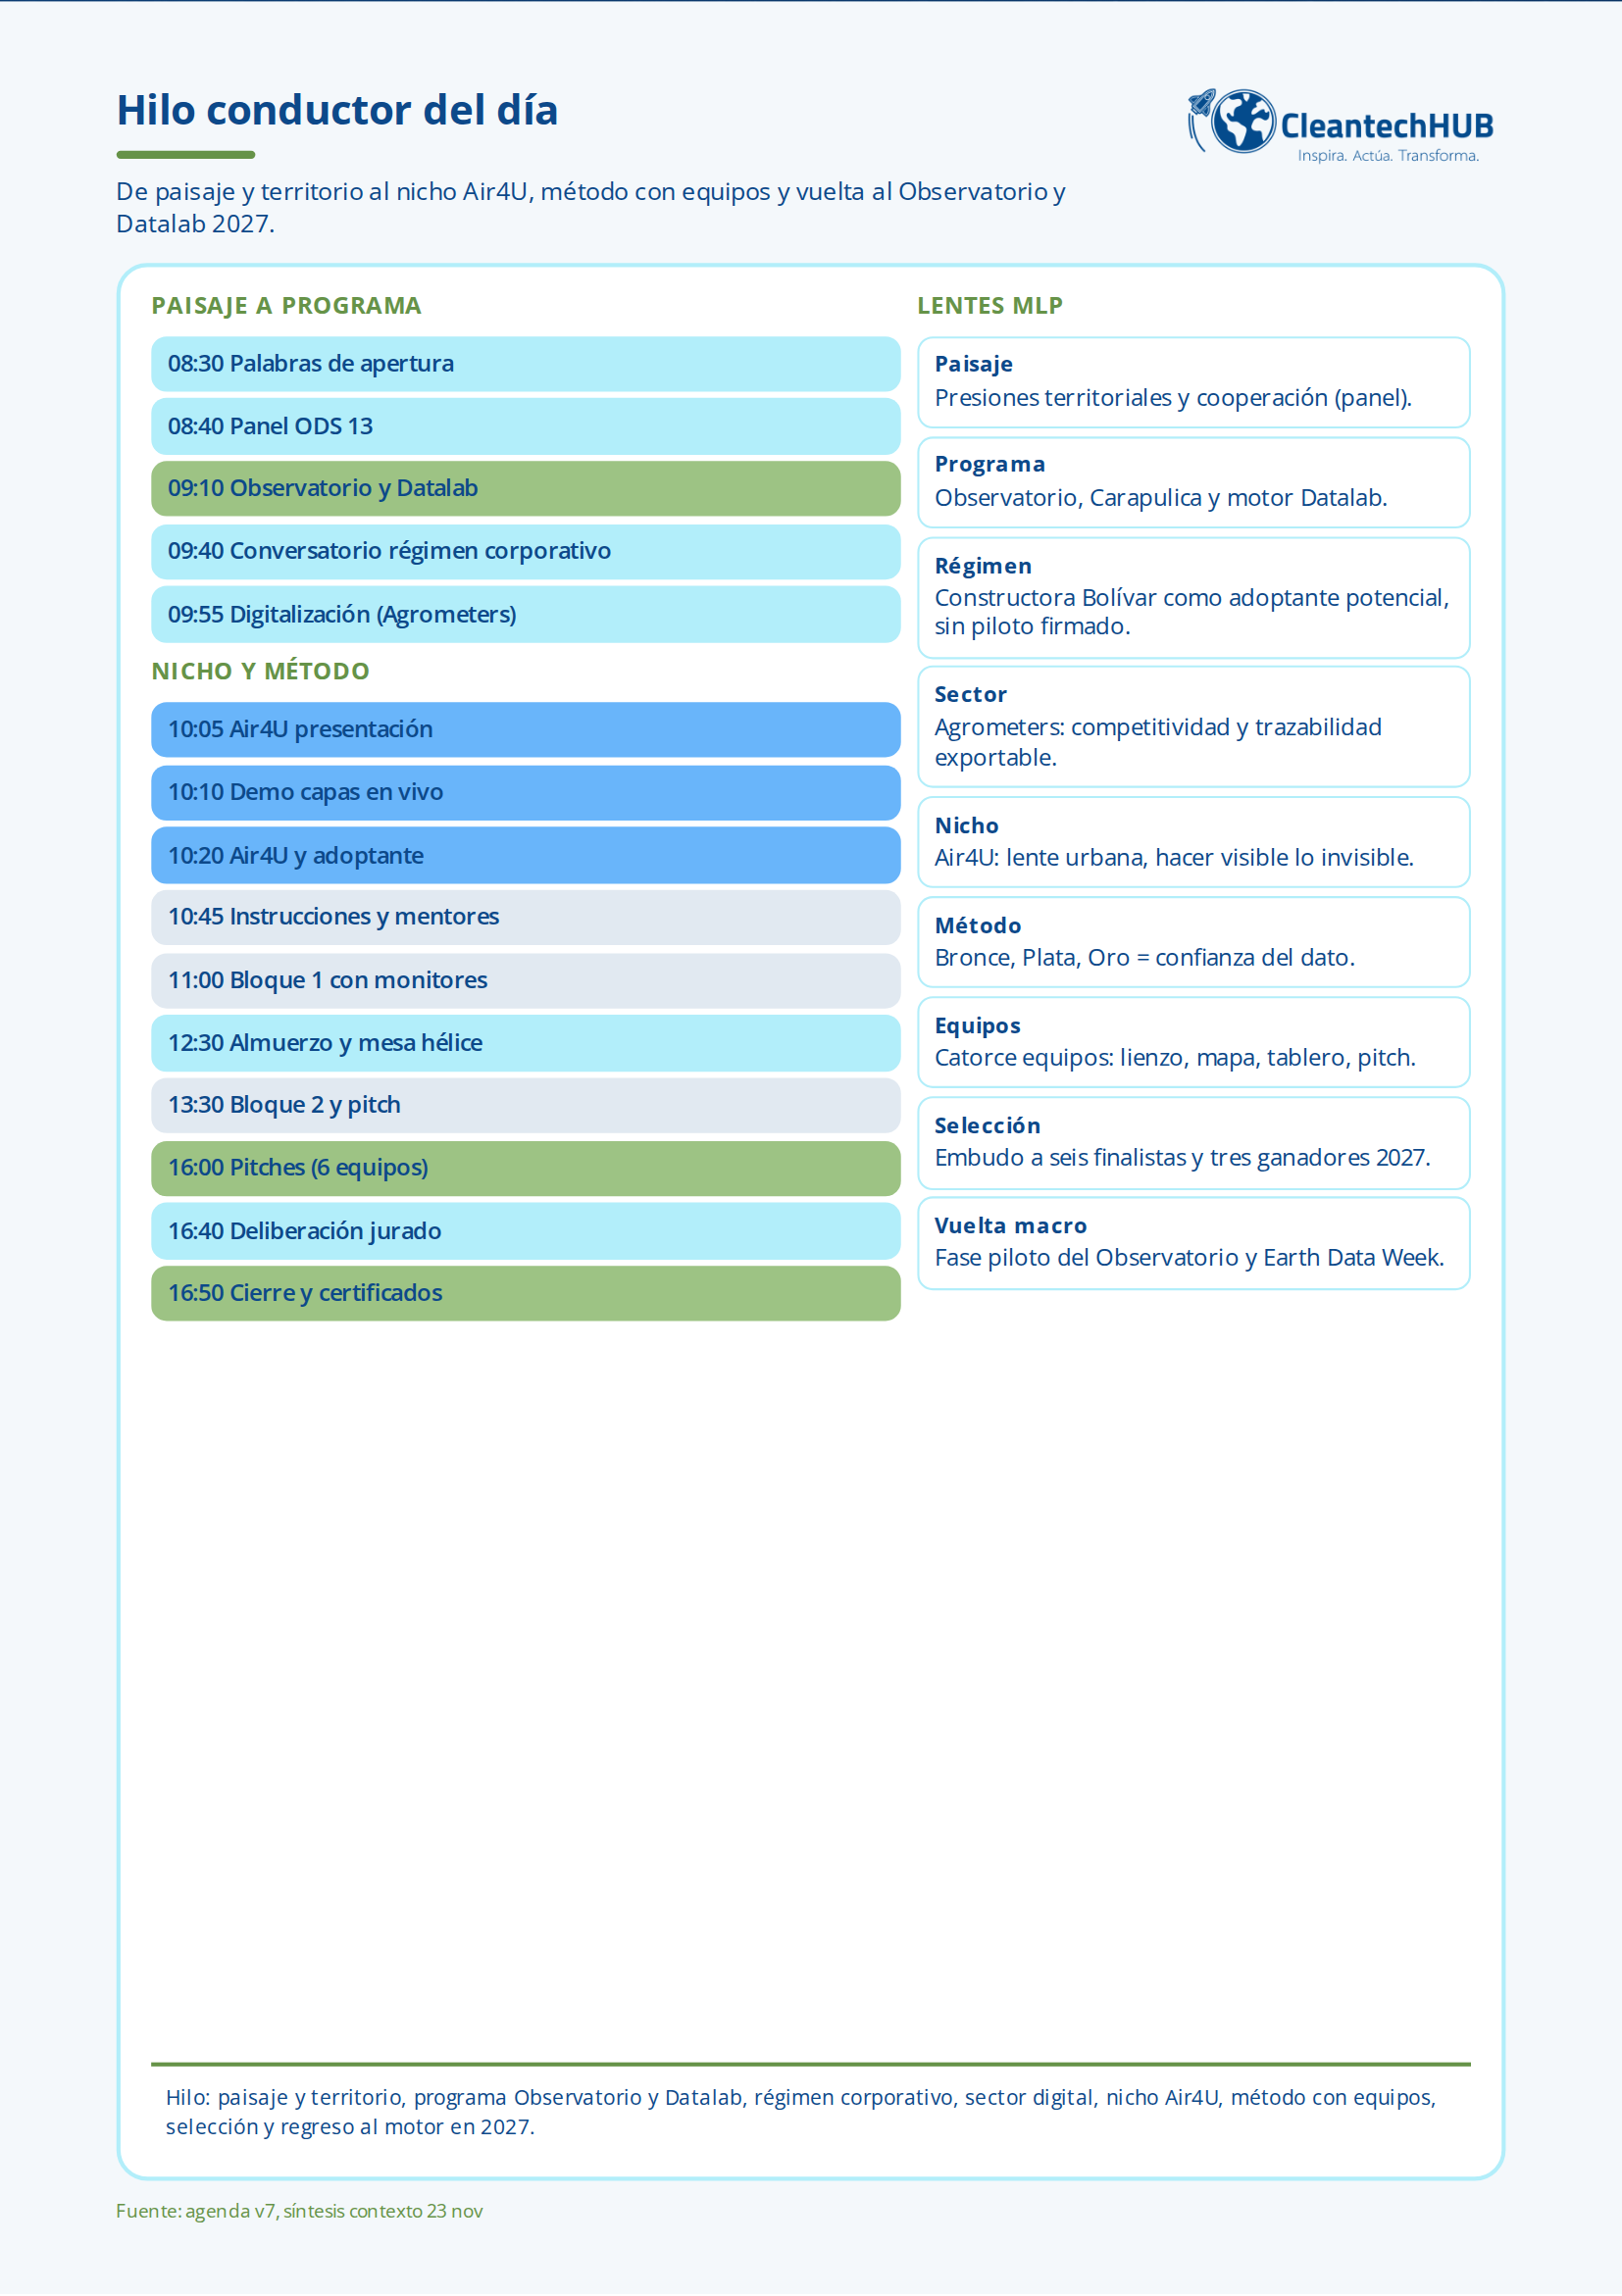 Hilo conductor del día
CleantechHUB
Inspira. Actúa. Transforma.
De paisaje y territorio al nicho Air4U, método con equipos y vuelta al Observatorio y
Datalab 2027.
PAISAJE A PROGRAMA
08:30 Palabras de apertura
08:40 Panel ODS 13
09:10 Observatorio y Datalab
09:40 Conversatorio régimen corporativo
09:55 Digitalización (Agrometers)
NICHO Y MÉTODO
10:05 Air4U presentación
10:10 Demo capas en vivo
10:20 Air4U y adoptante
10:45 Instrucciones y mentores
11:00 Bloque 1 con monitores
12:30 Almuerzo y mesa hélice
13:30 Bloque 2 y pitch
16:00 Pitches (6 equipos)
16:40 Deliberación jurado
16:50 Cierre y certificados
LENTES MLP
Paisaje
Presiones territoriales y cooperación (panel).
Programa
Observatorio, Carapulica y motor Datalab.
Régimen
Constructora Bolívar como adoptante potencial,
sin piloto firmado.
Sector
Agrometers: competitividad y trazabilidad
exportable.
Nicho
Air4U: lente urbana, hacer visible lo invisible.
Método
Bronce, Plata, Oro = confianza del dato.
Equipos
Catorce equipos: lienzo, mapa, tablero, pitch.
Selección
Embudo a seis finalistas y tres ganadores 2027.
Vuelta macro
Fase piloto del Observatorio y Earth Data Week.
Hilo: paisaje y territorio, programa Observatorio y Datalab, régimen corporativo, sector digital, nicho Air4U, método con equipos,
selección y regreso al motor en 2027.
Fuente: agenda v7, síntesis contexto 23 nov